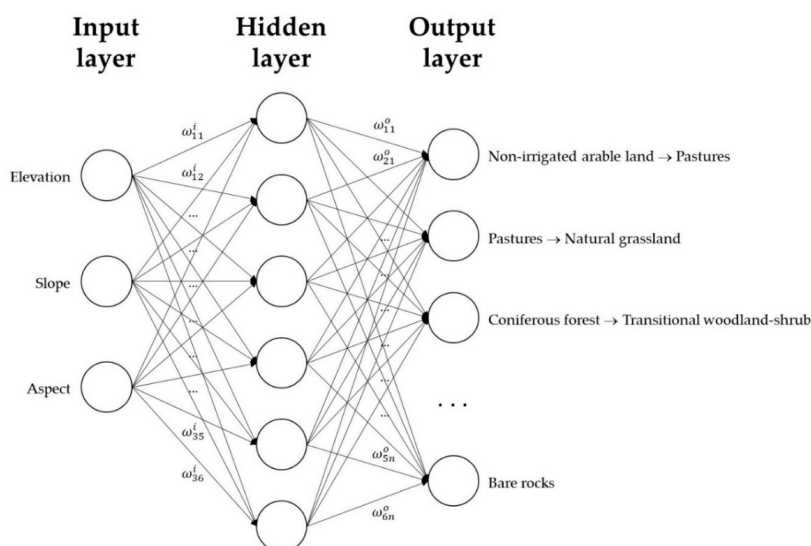 Input
layer
Hidden
layer
Output
layer
Elevation
Slope
Aspect
ω^i_11
ω^i_12
...
...
...
...
...
...
ω^i_35
ω^i_36
ω^o_11
ω^o_21
...
...
...
...
...
...
ω^o_5n
ω^o_6n
Non-irrigated arable land → Pastures
Pastures → Natural grassland
Coniferous forest → Transitional woodland-shrub
...
Bare rocks